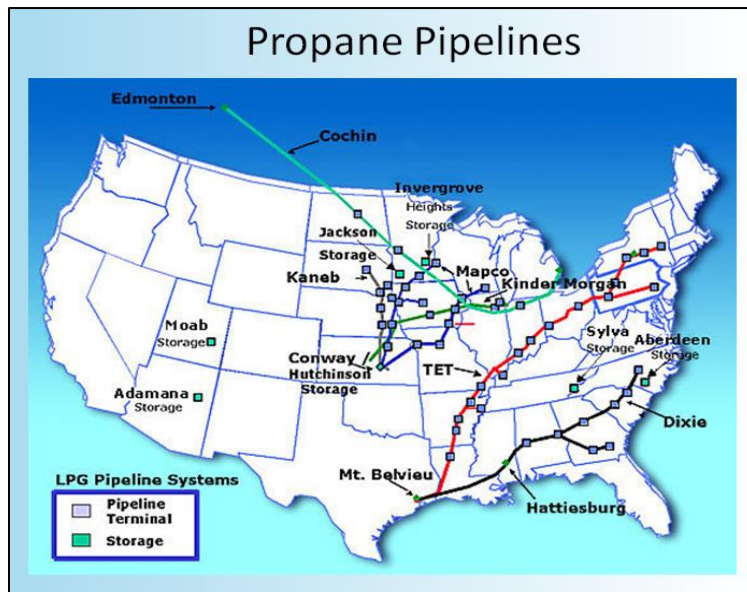 Propane Pipelines
Edmonton
Cochin
Invergrove
Heights
Storage
Jackson
Storage
Kaneb
Mapco
Kinder Morgan
Moab
Storage
Sylva
Storage
Aberdeen
Storage
Conway
Hutchinson
Storage
TET
Adamana
Storage
Dixie
Mt. Belvieu
Hattiesburg
LPG Pipeline Systems
Pipeline
Terminal
Storage